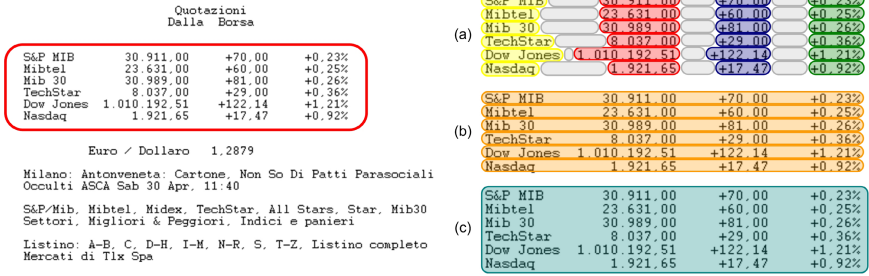 Quotazioni
Dalla Borsa
S&P MIB 30.911,00 +70,00 +0,23%
Mibtel 23.631,00 +60,00 +0,25%
Mib 30 30.989,00 +81,00 +0,26%
TechStar 8.037,00 +29,00 +0,36%
Dow Jones 1.010.192,51 +122,14 +1,21%
Nasdaq 1.921,65 +17,47 +0,92%
Euro / Dollaro 1,2879
Milano: Antonveneta: Cartone, Non So Di Patti Parasociali
Occulti ASCA Sab 30 Apr, 11:40
S&P/Mib, Mibtel, Midex, TechStar, All Stars, Star, Mib30
Settori, Migliori & Peggiori, Indici e panieri
Listino: A-B, C, D-H, I-M, N-R, S, T-Z, Listino completo
Mercati di Tlx Spa
(a)
S&P MIB 30.911,00 +70,00 +0,23%
Mibtel 23.631,00 +60,00 +0,25%
Mib 30 30.989,00 +81,00 +0,26%
TechStar 8.037,00 +29,00 +0,36%
Dow Jones 1.010.192,51 +122,14 +1,21%
Nasdaq 1.921,65 +17,47 +0,92%
(b)
S&P MIB 30.911,00 +70,00 +0,23%
Mibtel 23.631,00 +60,00 +0,25%
Mib 30 30.989,00 +81,00 +0,26%
TechStar 8.037,00 +29,00 +0,36%
Dow Jones 1.010.192,51 +122,14 +1,21%
Nasdaq 1.921,65 +17,47 +0,92%
(c)
S&P MIB 30.911,00 +70,00 +0,23%
Mibtel 23.631,00 +60,00 +0,25%
Mib 30 30.989,00 +81,00 +0,26%
TechStar 8.037,00 +29,00 +0,36%
Dow Jones 1.010.192,51 +122,14 +1,21%
Nasdaq 1.921,65 +17,47 +0,92%